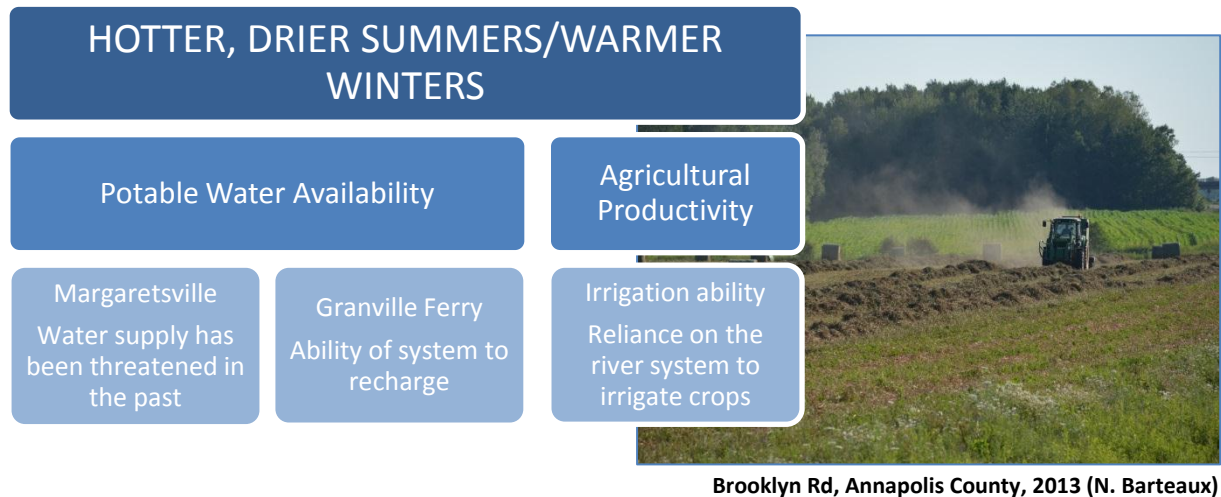 HOTTER, DRIER SUMMERS/WARMER
WINTERS
Potable Water Availability
Agricultural
Productivity
Margaretsville
Water supply has
been threatened in
the past
Granville Ferry
Ability of system to
recharge
Irrigation ability
Reliance on the
river system to
irrigate crops
Brooklyn Rd, Annapolis County, 2013 (N. Barteaux)